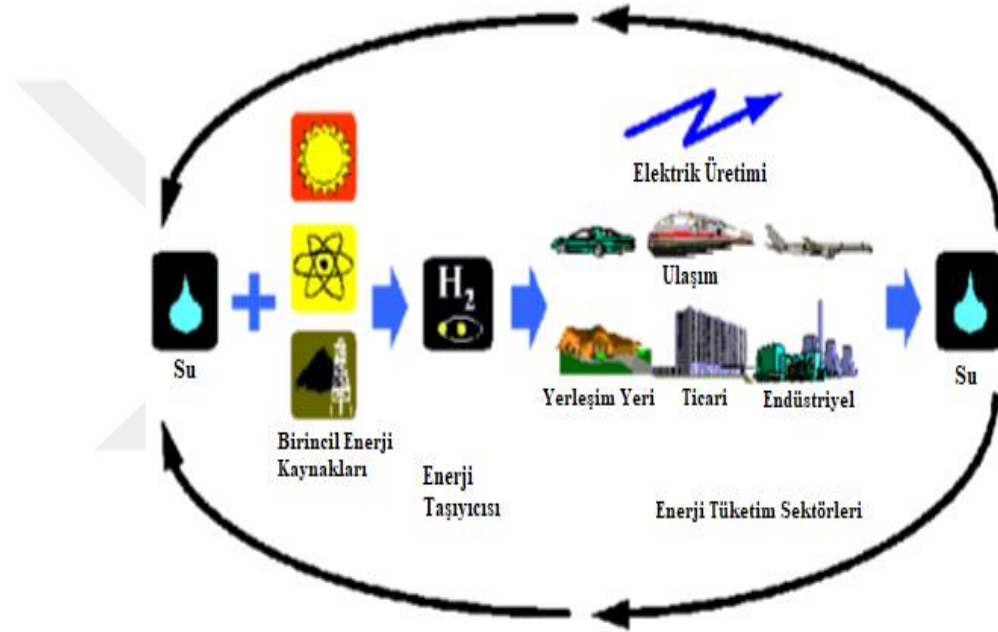 Elektrik Üretimi
Ulaşım
H2
Su
Yerleşim Yeri
Ticari
Endüstriyel
Su
Birincil Enerji
Kaynakları
Enerji
Taşıyıcısı
Enerji Tüketim Sektörleri